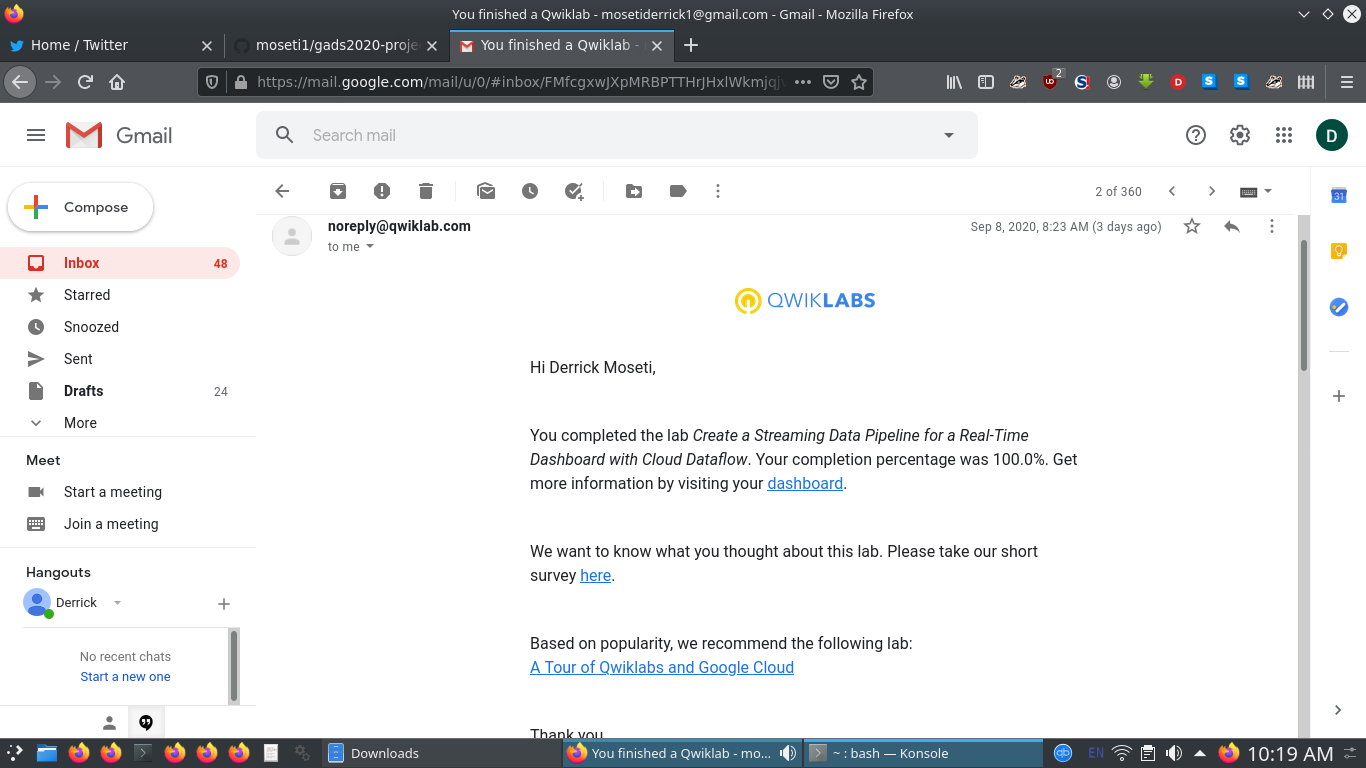 You finished a Qwiklab - mosetiderrick1@gmail.com - Gmail - Mozilla Firefox
Home / Twitter
moseti1/gads2020-proje
You finished a Qwiklab -
https://mail.google.com/mail/u/0/#inbox/FMfcgxwJXpMRBPTTHrJHxlWkmjqj
2
Gmail
Search mail
D
Compose
2 of 360
31
Inbox 48
Starred
Snoozed
Sent
Drafts 24
More
Meet
Start a meeting
Join a meeting
Hangouts
Derrick
No recent chats
Start a new one
noreply@qwiklab.com
Sep 8, 2020, 8:23 AM (3 days ago)
to me
QWIKLABS
Hi Derrick Moseti,
You completed the lab Create a Streaming Data Pipeline for a Real-Time
Dashboard with Cloud Dataflow. Your completion percentage was 100.0%. Get
more information by visiting your dashboard.
We want to know what you thought about this lab. Please take our short
survey here.
Based on popularity, we recommend the following lab:
A Tour of Qwiklabs and Google Cloud
Thank you
Downloads
You finished a Qwiklab - mo...
~ : bash — Konsole
EN
10:19 AM